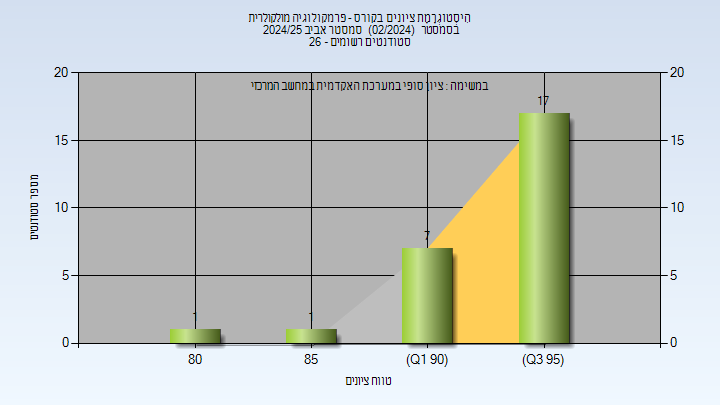 היסטוגרמת ציונים בקורס - פרמקולוגיה מולקולרית
בסמסטר (02/2024) סמסטר אביב 2024/25
סטודנטים רשומים - 26
במשימה : ציון סופי במערכת האקדמית במחשב המרכזי
20
15
10
5
0
20
15
10
5
0
1
1
7
17
80
85
(Q1 90)
(Q3 95)
מספר סטודנטים
טווח ציונים